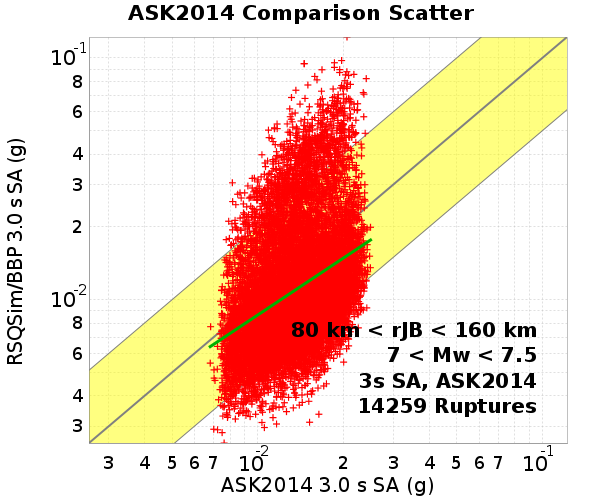 ASK2014 Comparison Scatter
RSQSim/BBP 3.0 s SA (g)
10⁻¹
8
6
4
3
2
10⁻²
8
6
4
3
80 km < rJB < 160 km
7 < Mw < 7.5
3s SA, ASK2014
14259 Ruptures
3 4 5 6 7 10⁻² 2 3 4 5 6 7 10⁻¹
ASK2014 3.0 s SA (g)